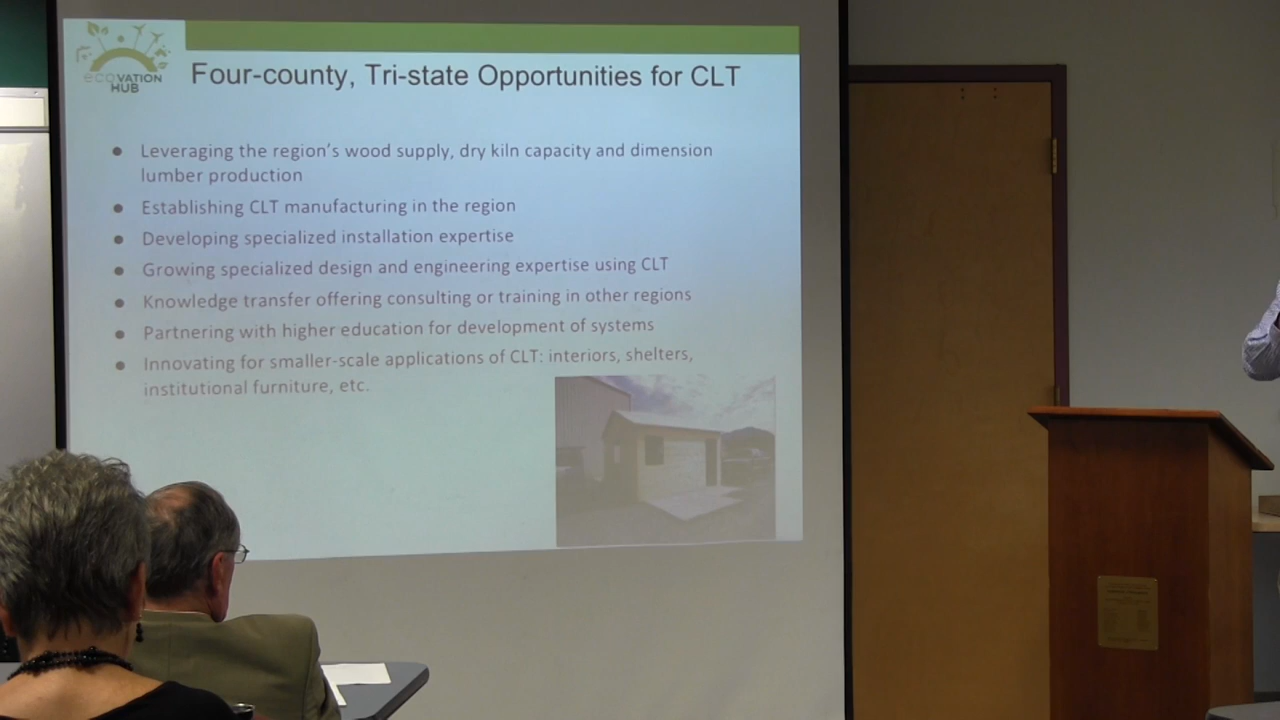 ecovation
HUB
Four-county, Tri-state Opportunities for CLT
● Leveraging the region's wood supply, dry kiln capacity and dimension
lumber production
● Establishing CLT manufacturing in the region
● Developing specialized installation expertise
● Growing specialized design and engineering expertise using CLT
● Knowledge transfer offering consulting or training in other regions
● Partnering with higher education for development of systems
● Innovating for smaller-scale applications of CLT: interiors, shelters,
institutional furniture, etc.